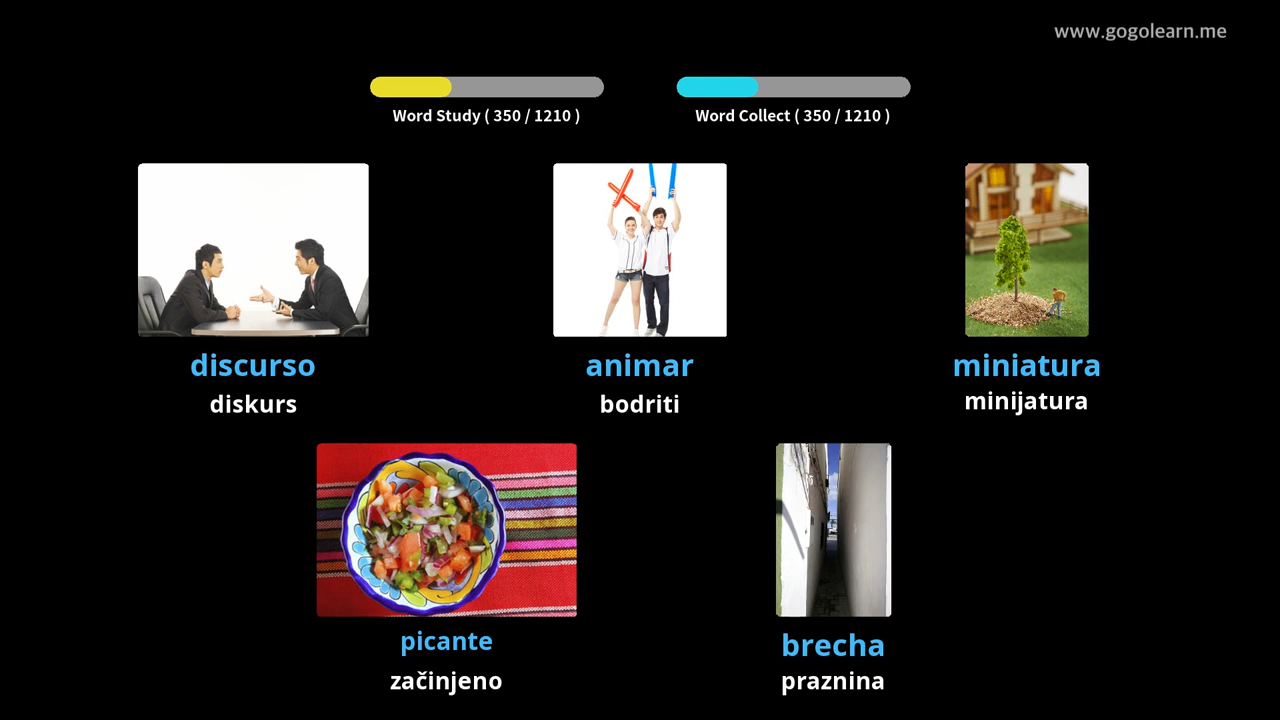 www.gogolearn.me
Word Study ( 350 / 1210 )
Word Collect ( 350 / 1210 )
discurso
diskurs
animar
bodriti
miniatura
minijatura
picante
začinjeno
brecha
praznina